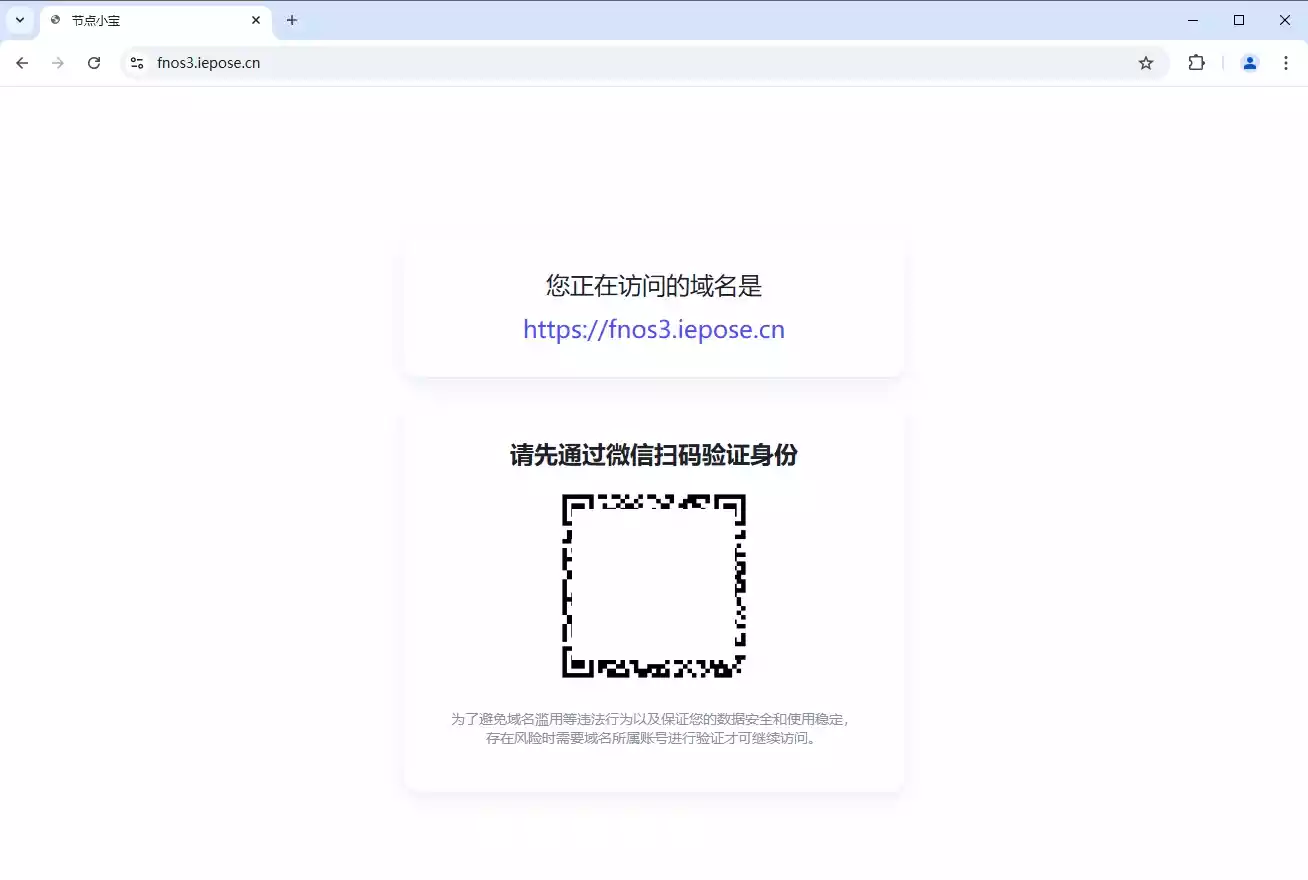 节点小宝
fnos3.iepose.cn
您正在访问的域名是
https://fnos3.iepose.cn
请先通过微信扫码验证身份
为了避免域名滥用等违法行为以及保证您的数据安全和使用稳定，
存在风险时需要域名所属账号进行验证才可继续访问。